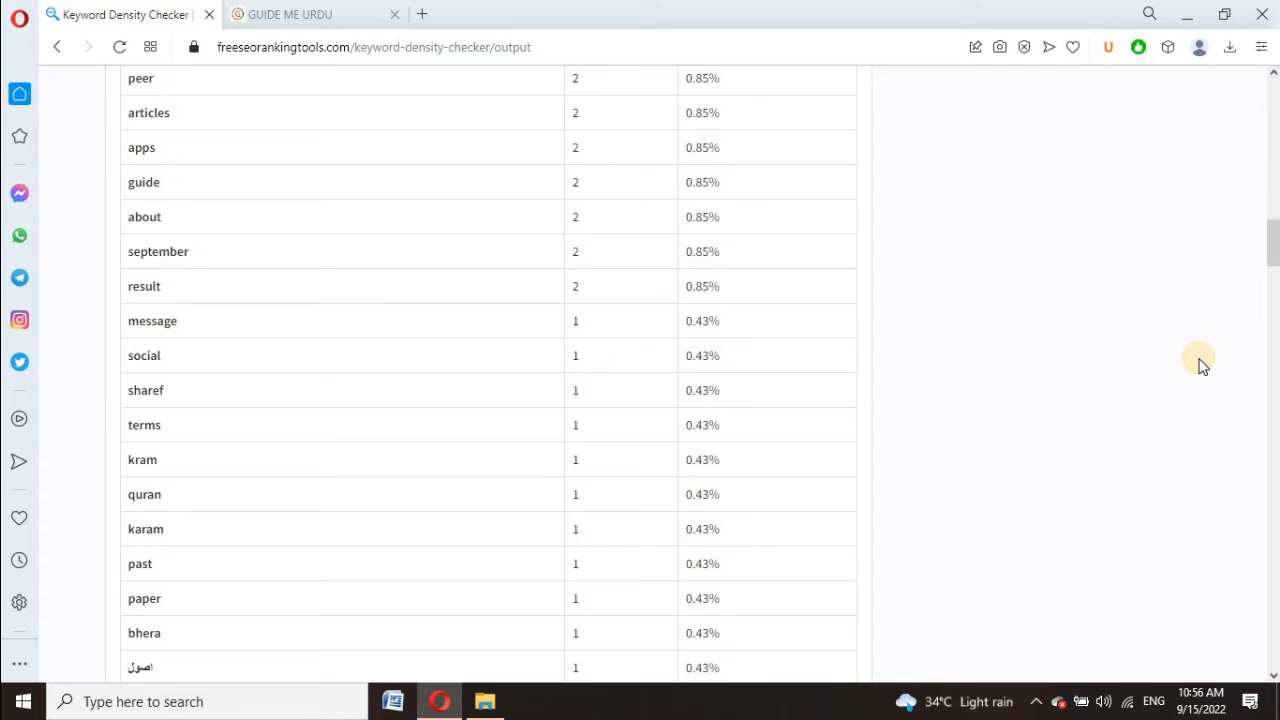 Keyword Density Checker
GUIDE ME URDU
freeseorankingtools.com/keyword-density-checker/output
U
peer 2 0.85%
articles 2 0.85%
apps 2 0.85%
guide 2 0.85%
about 2 0.85%
september 2 0.85%
result 2 0.85%
message 1 0.43%
social 1 0.43%
sharef 1 0.43%
terms 1 0.43%
kram 1 0.43%
quran 1 0.43%
karam 1 0.43%
past 1 0.43%
paper 1 0.43%
bhera 1 0.43%
اصول 1 0.43%
Type here to search
34°C Light rain
ENG
10:56 AM
9/15/2022